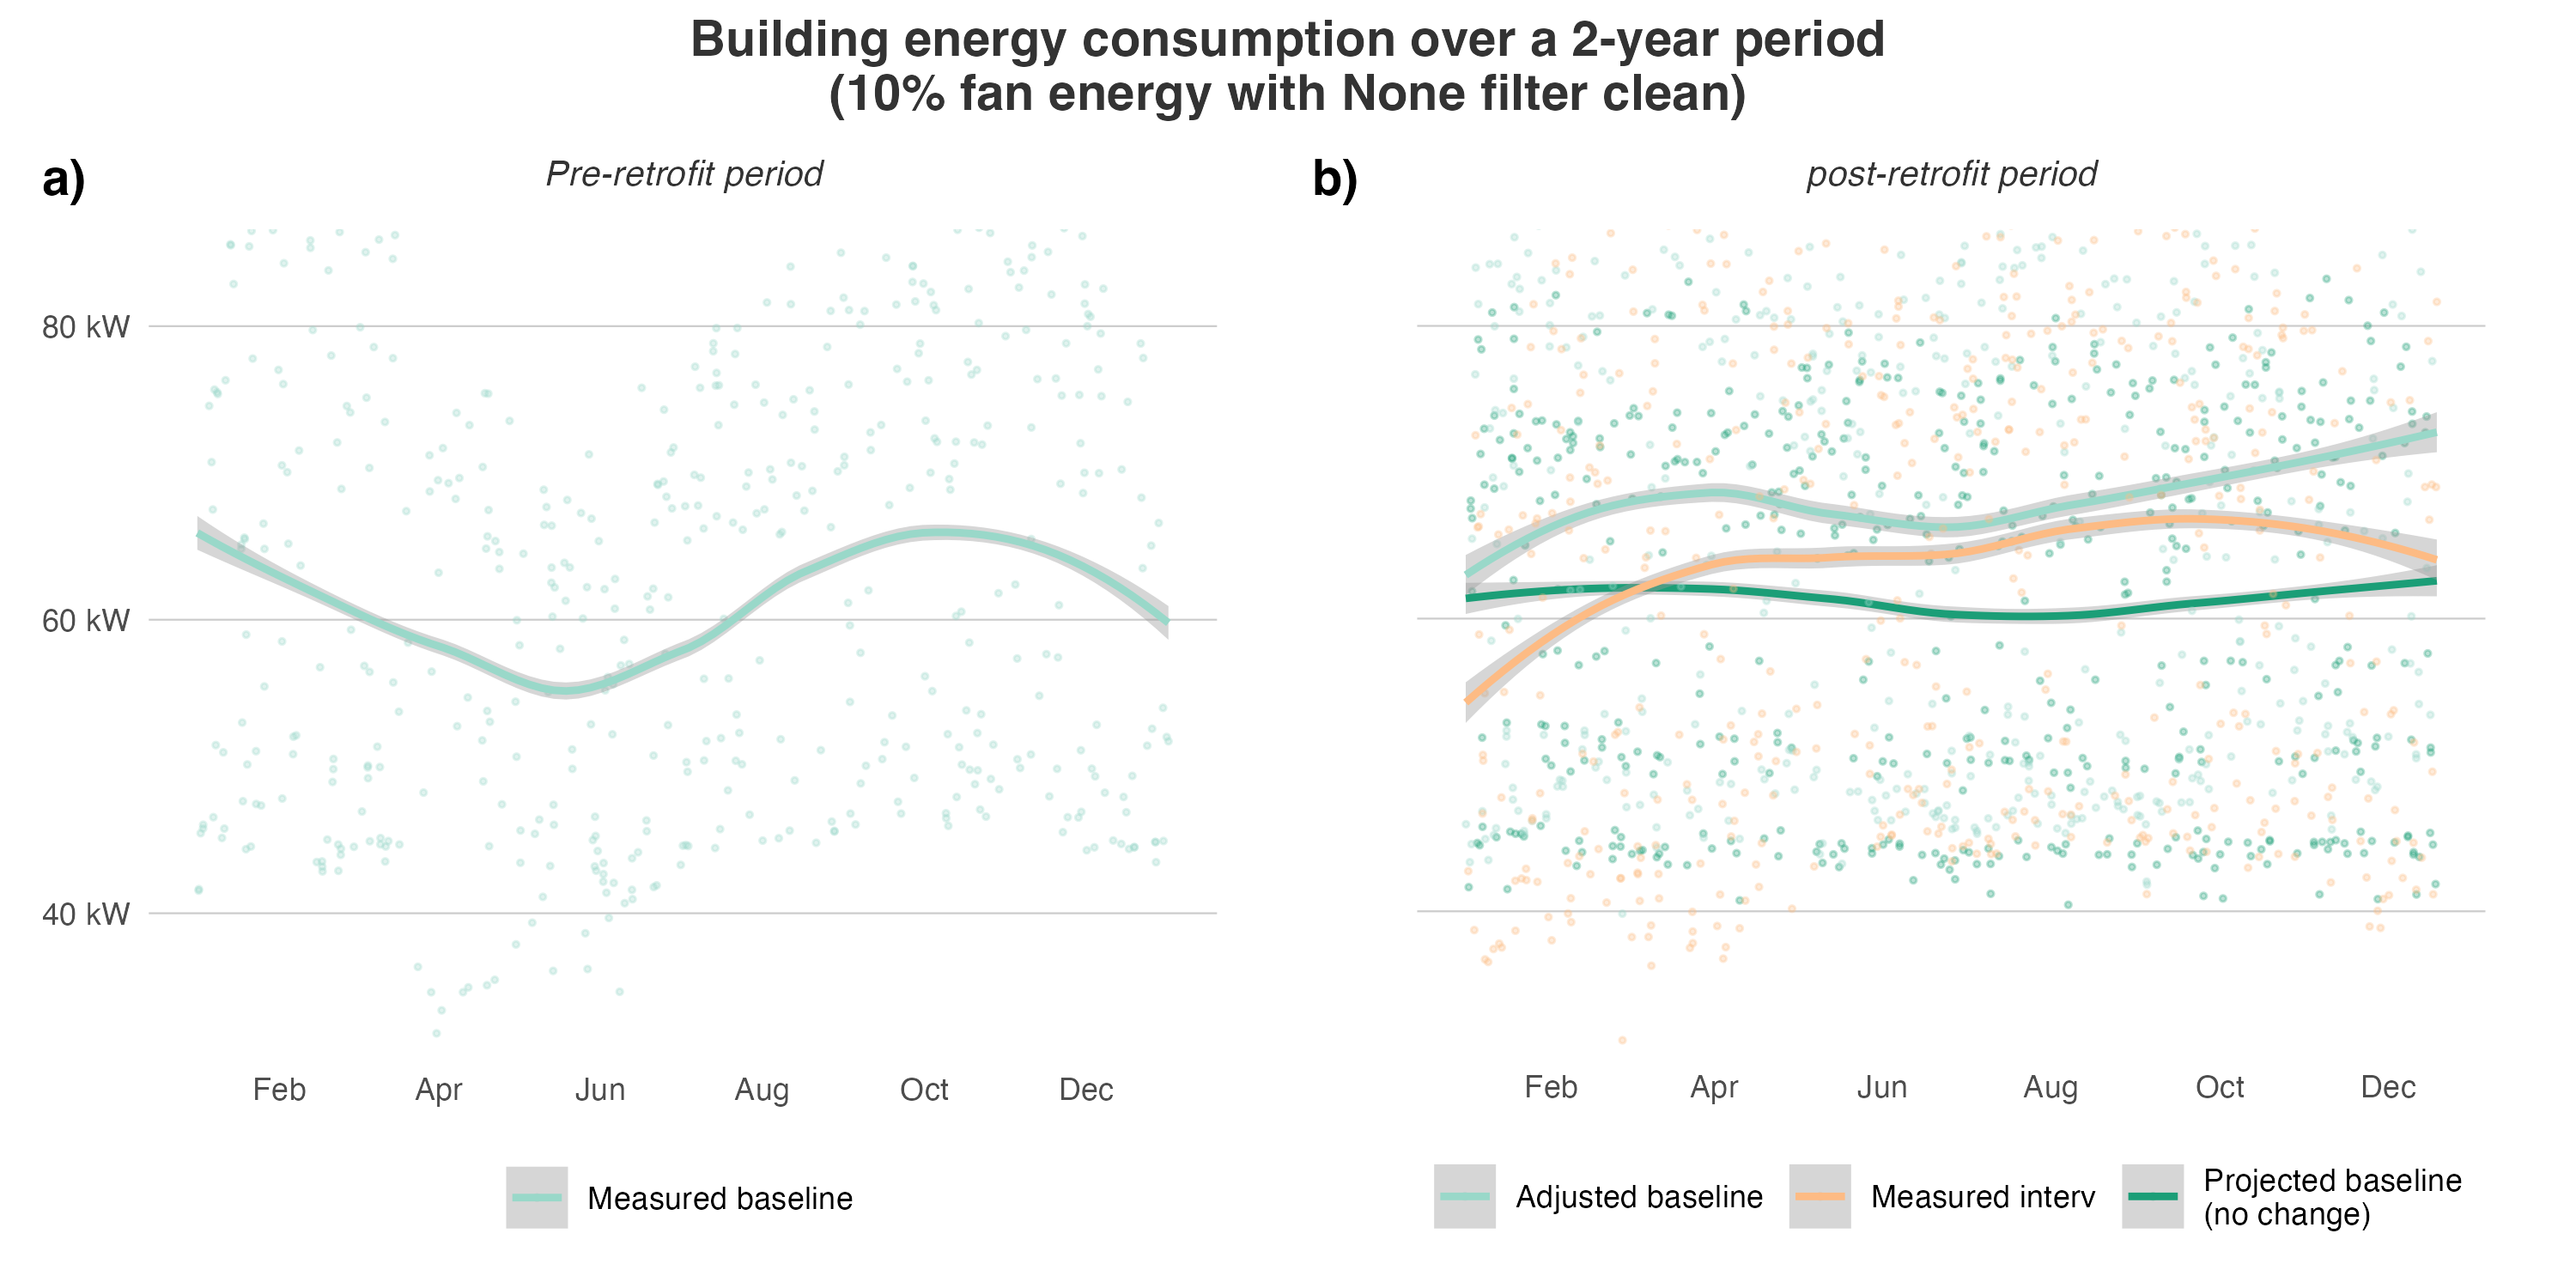 Building energy consumption over a 2-year period
(10% fan energy with None filter clean)
a)
Pre-retrofit period
80 kW
60 kW
40 kW
Feb Apr Jun Aug Oct Dec
Measured baseline
b)
post-retrofit period
Feb Apr Jun Aug Oct Dec
Adjusted baseline
Measured interv
Projected baseline
(no change)